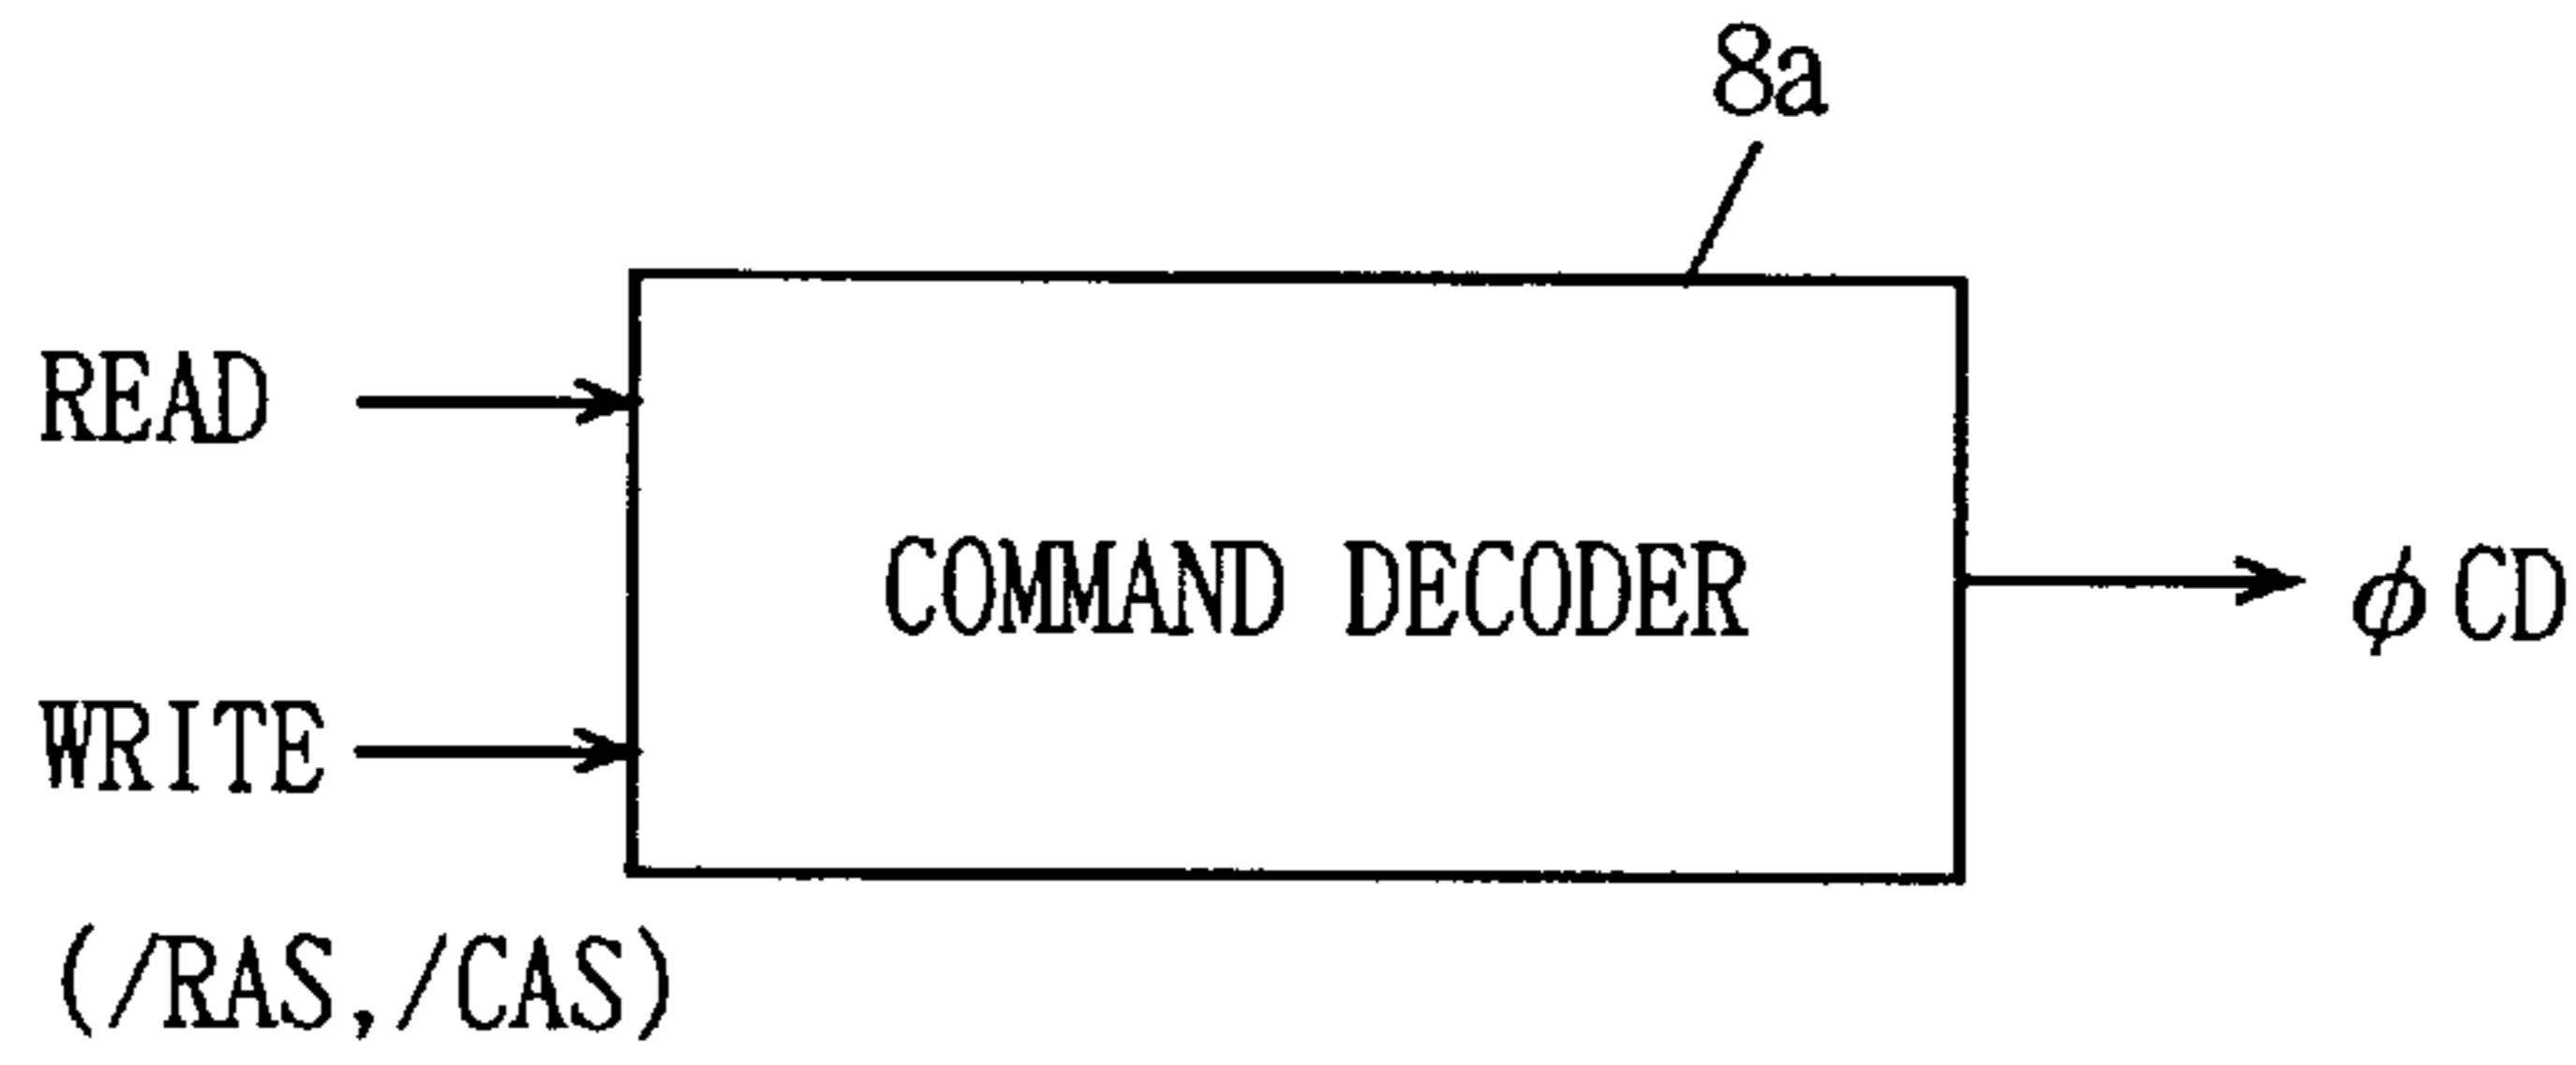 8a
READ
COMMAND DECODER
φCD
WRITE
(/RAS,/CAS)